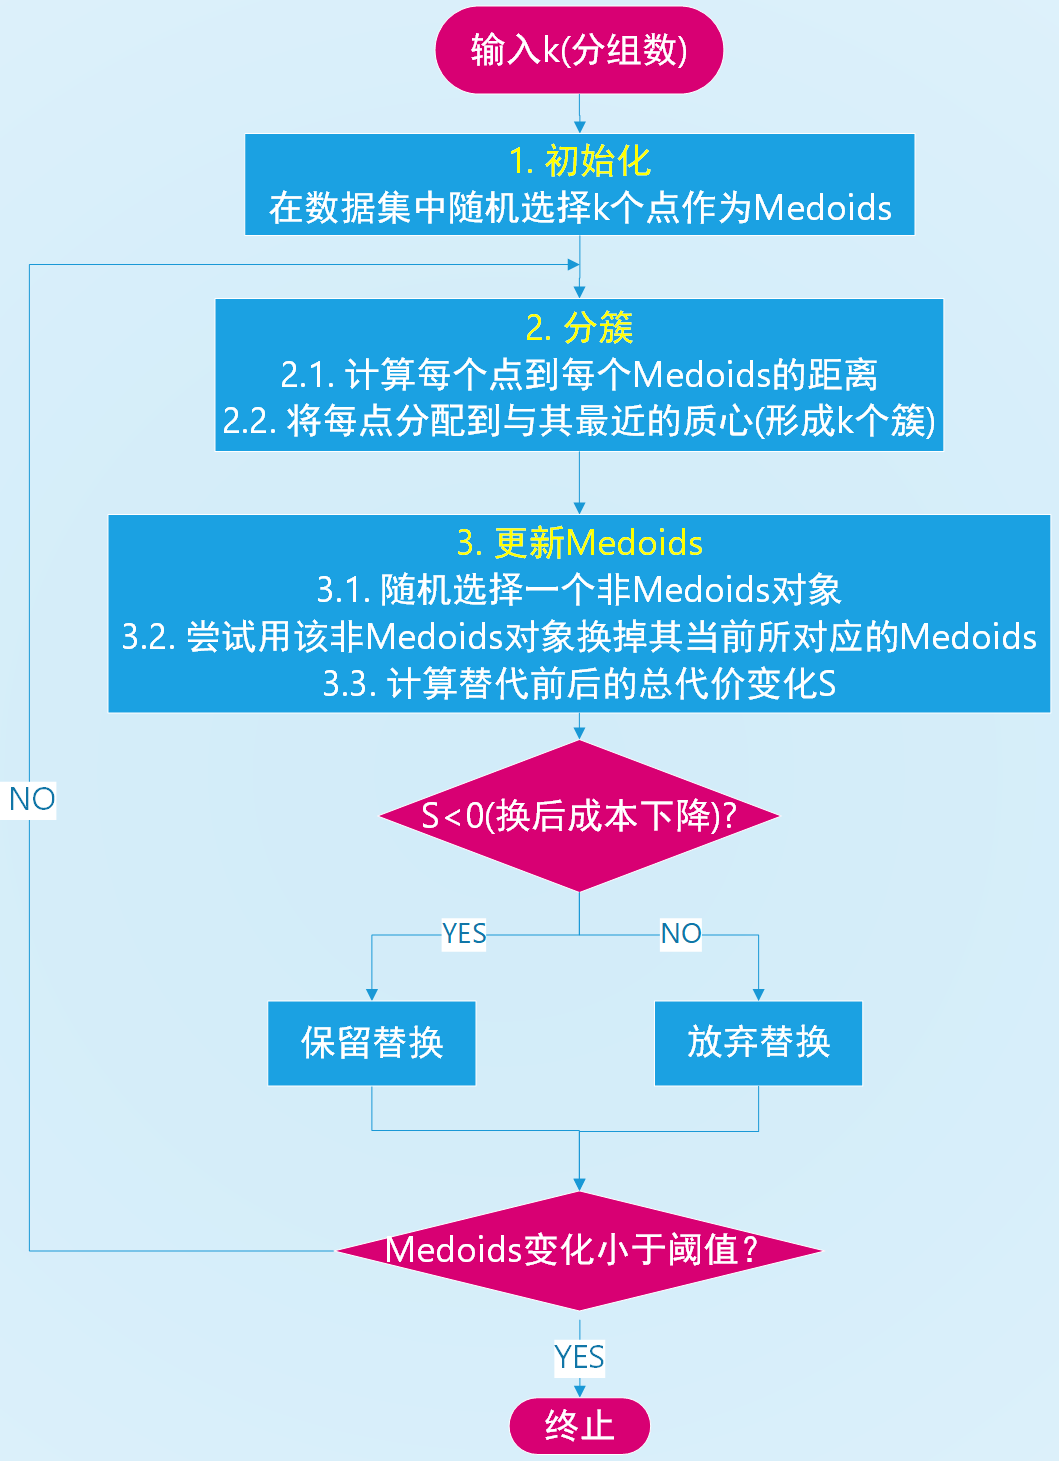 输入k(分组数)
1. 初始化
在数据集中随机选择k个点作为Medoids
2. 分簇
2.1. 计算每个点到每个Medoids的距离
2.2. 将每点分配到与其最近的质心(形成k个簇)
3. 更新Medoids
3.1. 随机选择一个非Medoids对象
3.2. 尝试用该非Medoids对象换掉其当前所对应的Medoids
3.3. 计算替代前后的总代价变化S
NO
S<0(换后成本下降)?
YES
NO
保留替换
放弃替换
Medoids变化小于阈值?
YES
终止